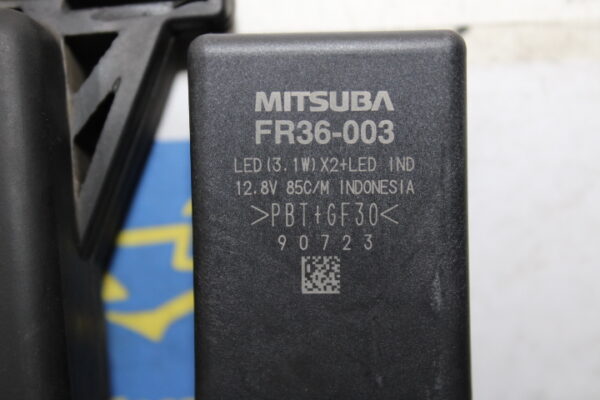 MITSUBA
FR36-003
LED(3.1W)X2+LED IND
12.8V 85C/M INDONESIA
>PBT+GF30<
90723